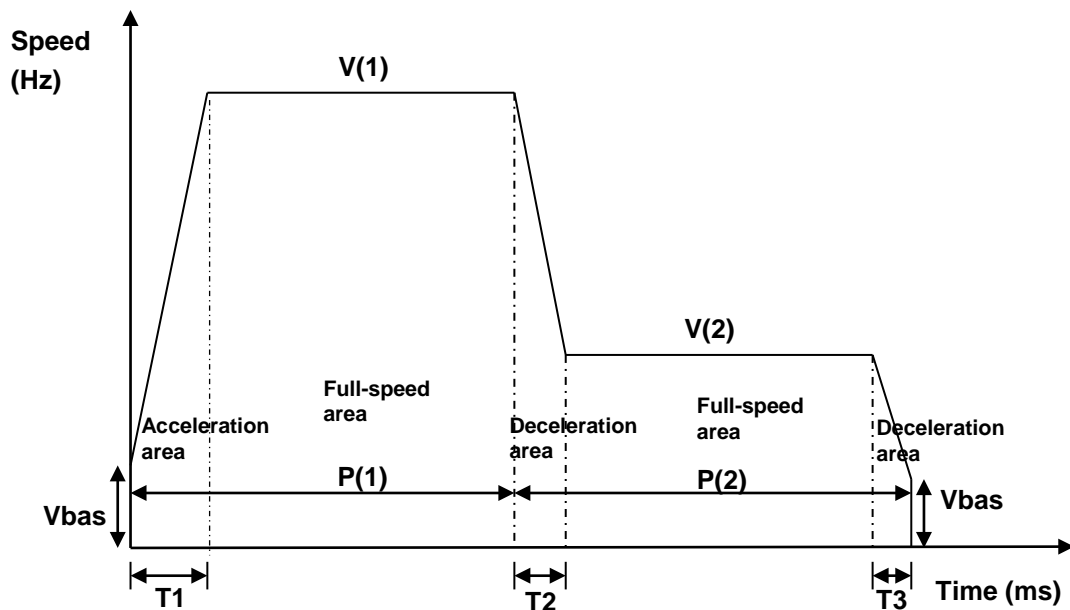 Speed
(Hz)
V(1)
V(2)
Full-speed
area
Full-speed
area
Acceleration
area
Deceleration
area
Deceleration
area
P(1)
P(2)
Vbas
Vbas
T1
T2
T3
Time (ms)